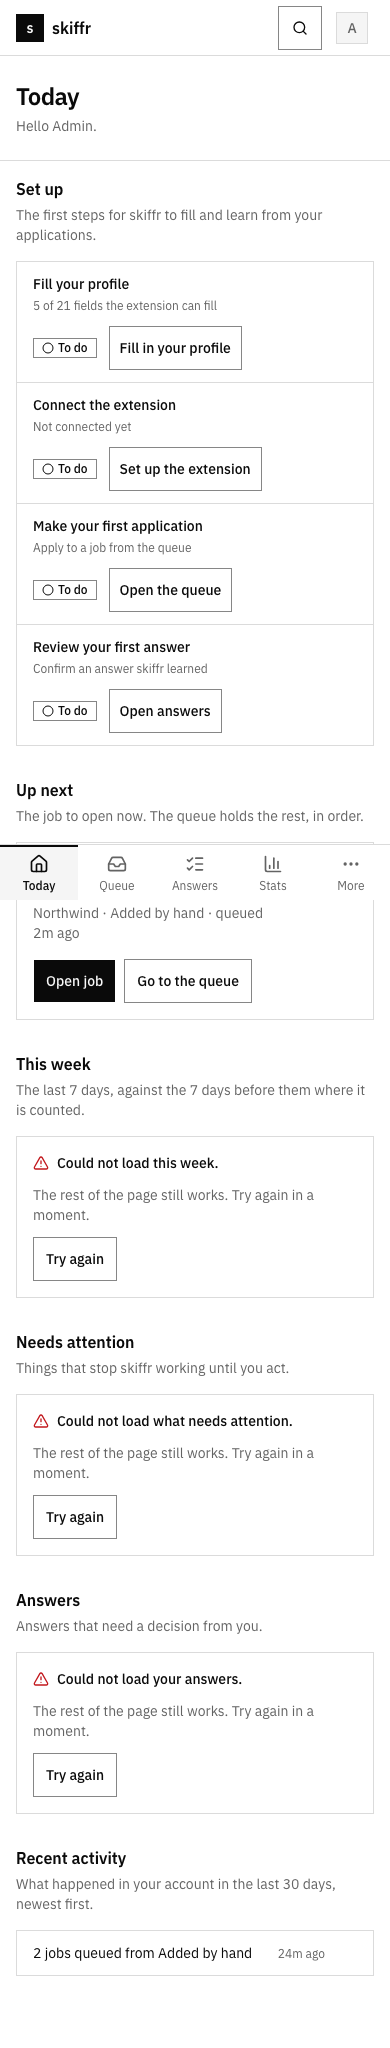 s skiffr
A
Today
Hello Admin.
Set up
The first steps for skiffr to fill and learn from your
applications.
Fill your profile
5 of 21 fields the extension can fill
To do
Fill in your profile
Connect the extension
Not connected yet
To do
Set up the extension
Make your first application
Apply to a job from the queue
To do
Open the queue
Review your first answer
Confirm an answer skiffr learned
To do
Open answers
Up next
The job to open now. The queue holds the rest, in order.
Today
Queue
Answers
Stats
More
Northwind · Added by hand · queued
2m ago
Open job
Go to the queue
This week
The last 7 days, against the 7 days before them where it
is counted.
Could not load this week.
The rest of the page still works. Try again in a
moment.
Try again
Needs attention
Things that stop skiffr working until you act.
Could not load what needs attention.
The rest of the page still works. Try again in a
moment.
Try again
Answers
Answers that need a decision from you.
Could not load your answers.
The rest of the page still works. Try again in a
moment.
Try again
Recent activity
What happened in your account in the last 30 days,
newest first.
2 jobs queued from Added by hand
24m ago